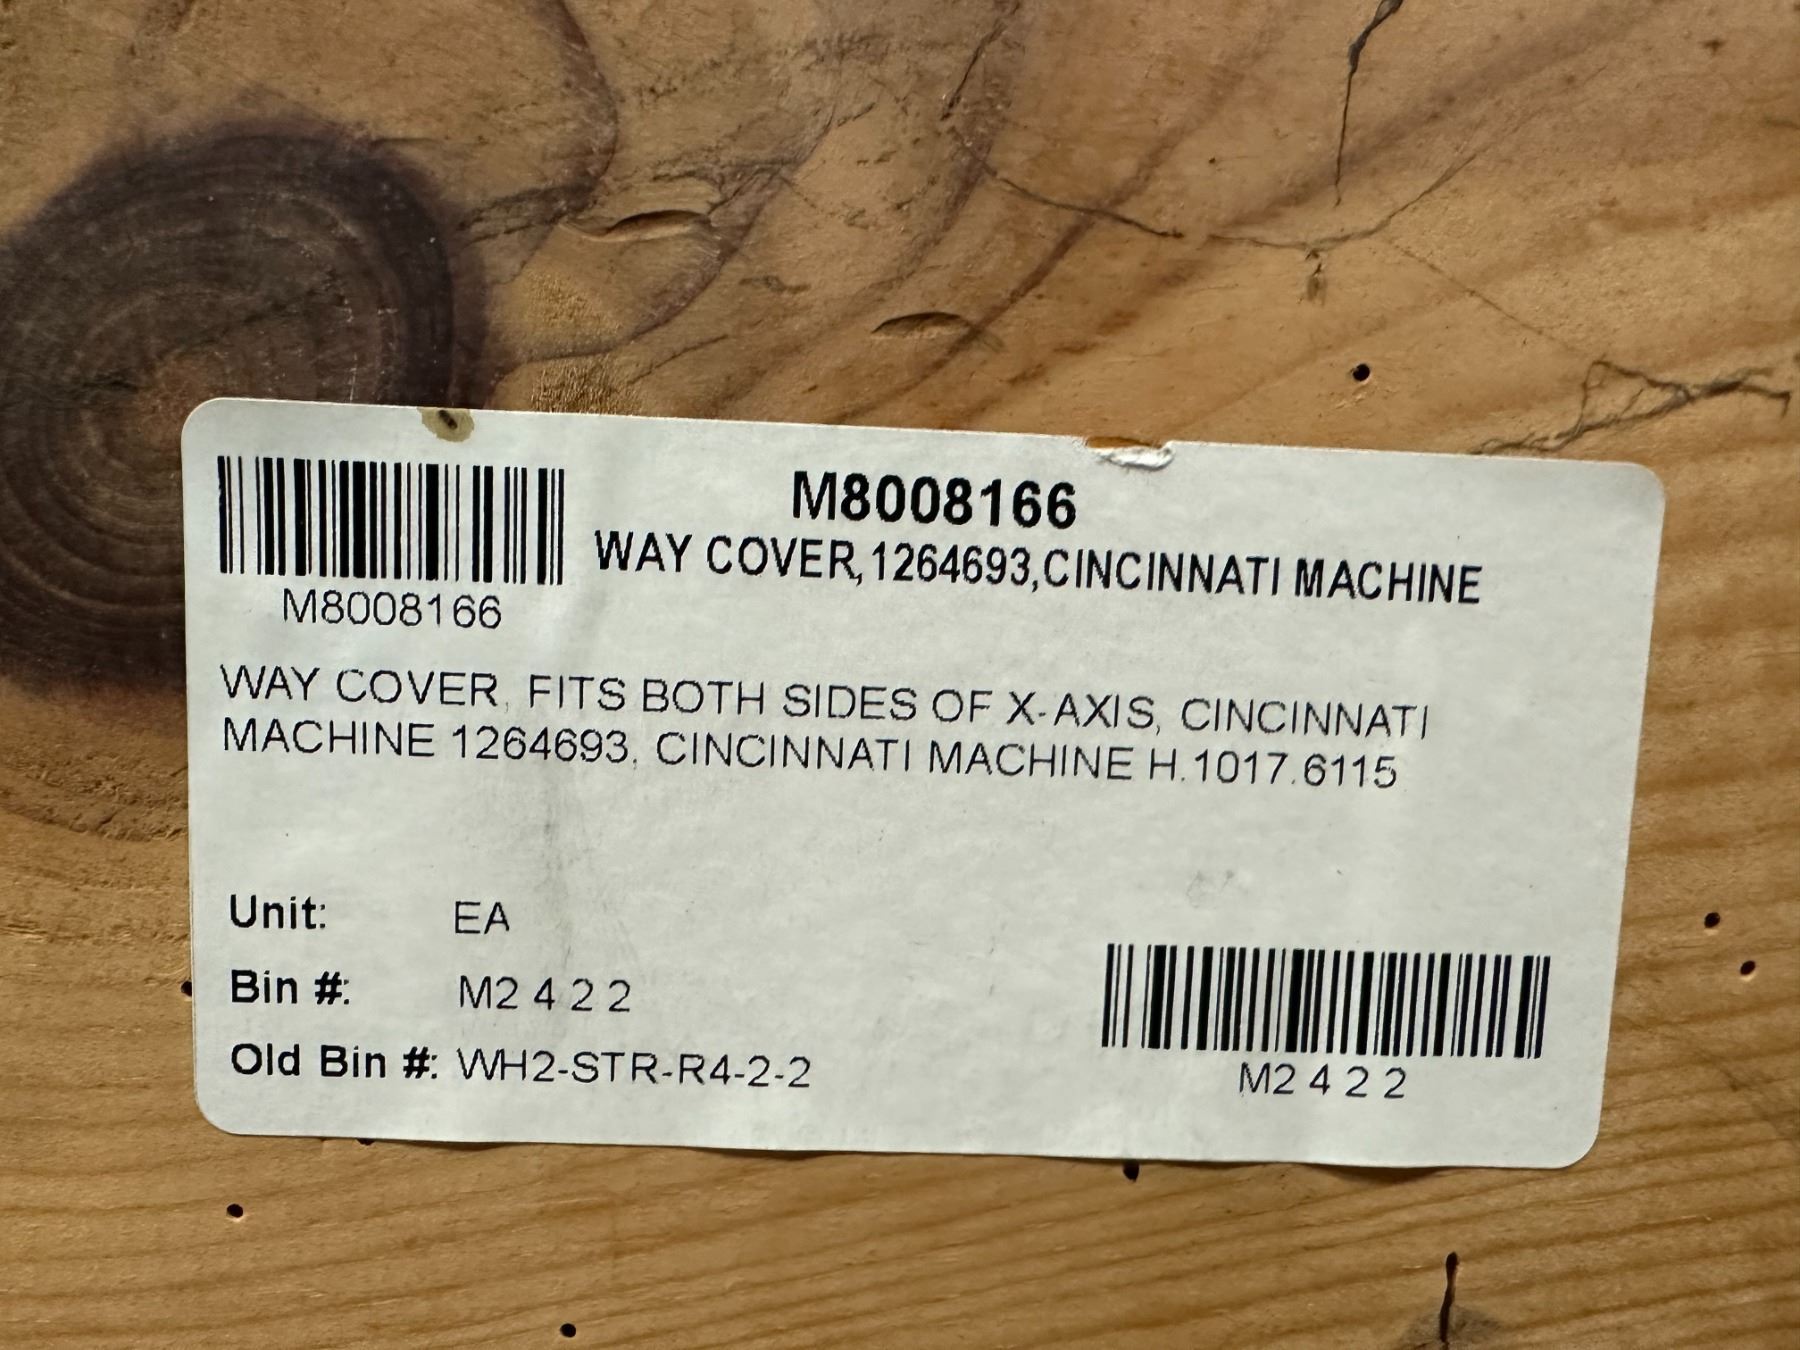 M8008166
WAY COVER,1264693,CINCINNATI MACHINE
M8008166
WAY COVER, FITS BOTH SIDES OF X-AXIS, CINCINNATI
MACHINE 1264693, CINCINNATI MACHINE H.1017.6115
Unit: EA
Bin #: M2 4 2 2
Old Bin #: WH2-STR-R4-2-2
M2 4 2 2